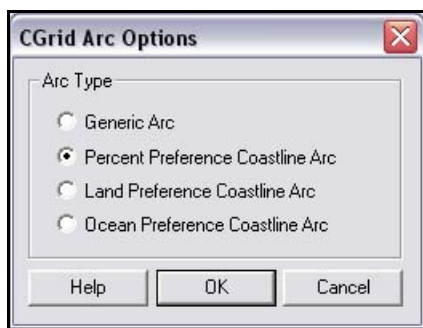 CGrid Arc Options
Arc Type
Generic Arc
Percent Preference Coastline Arc
Land Preference Coastline Arc
Ocean Preference Coastline Arc
Help OK Cancel